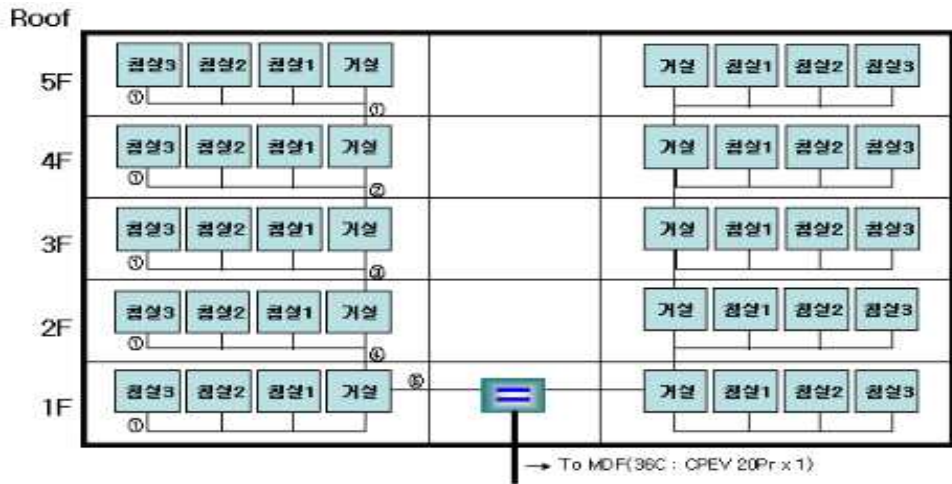 Roof
5F 침실3 침실2 침실1 거실 거실 침실1 침실2 침실3
① ①
4F 침실3 침실2 침실1 거실 거실 침실1 침실2 침실3
① ②
3F 침실3 침실2 침실1 거실 거실 침실1 침실2 침실3
① ③
2F 침실3 침실2 침실1 거실 거실 침실1 침실2 침실3
① ④
⑤
1F 침실3 침실2 침실1 거실 거실 침실1 침실2 침실3
①
→ To MDF(36C : CPEV 20Pr x 1)